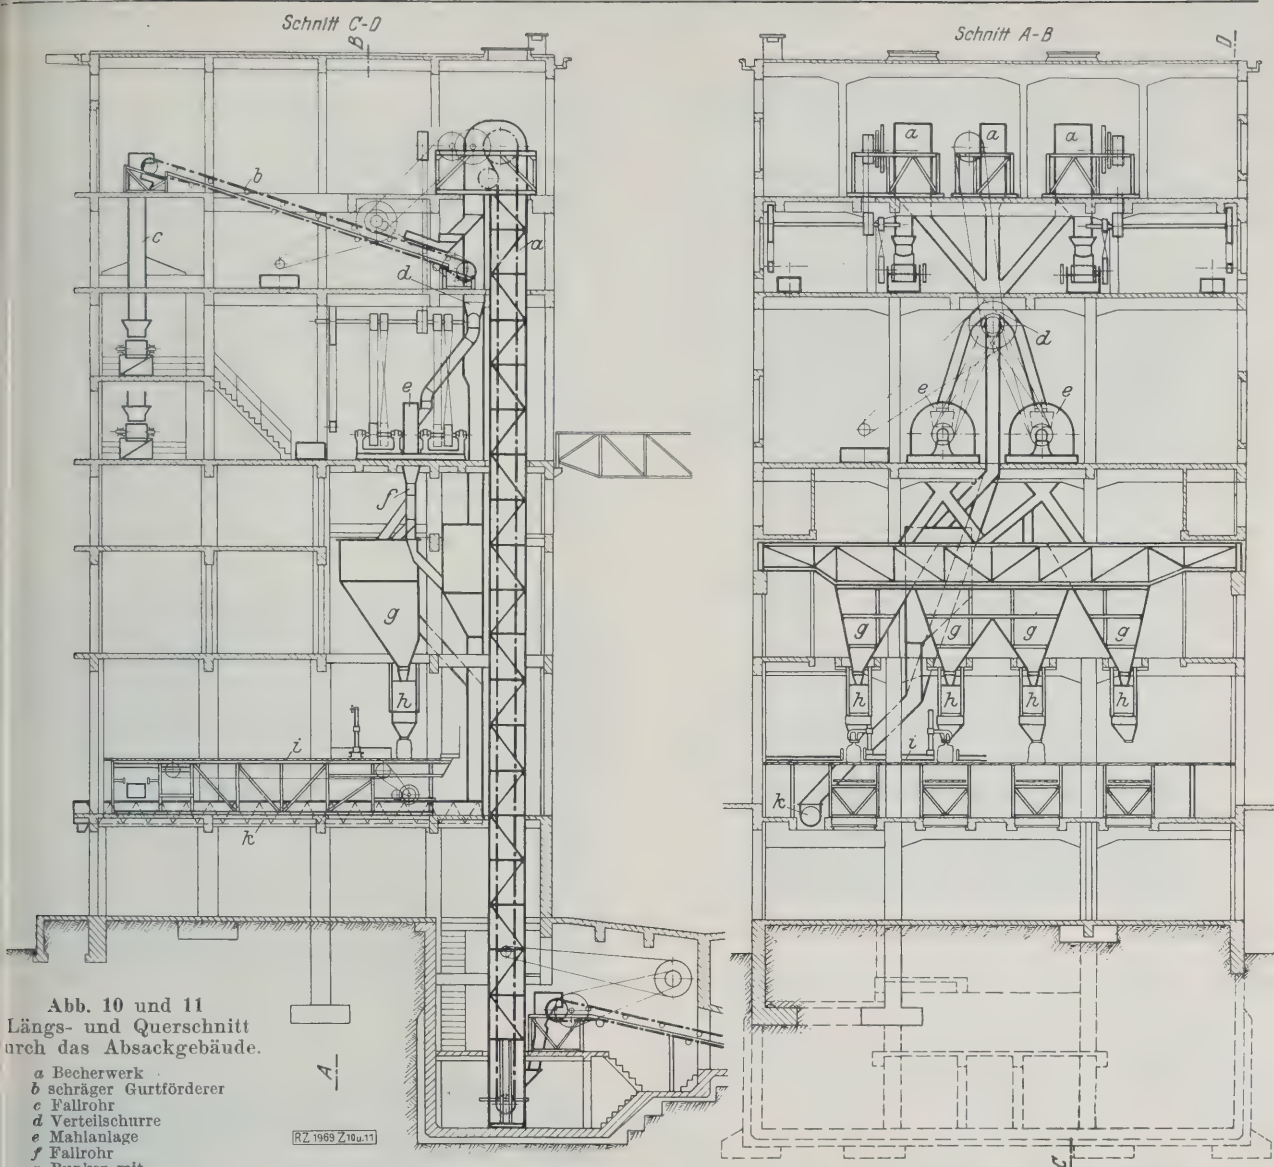 Schnitt C-D
B
Schnitt A-B
D
a
a
a
b
a
c
d
d
e
e
e
f
g
g
g
g
g
h
h
h
h
h
i
i
k
k
Abb. 10 und 11
Längs- und Querschnitt
das Absackgebäude.
a Becherwerk
b schräger Gurtförderer
c Fallrohr
d Verteilschurre
e Mahlanlage
f Fallrohr
A
RZ 1969 Z10u.11
C